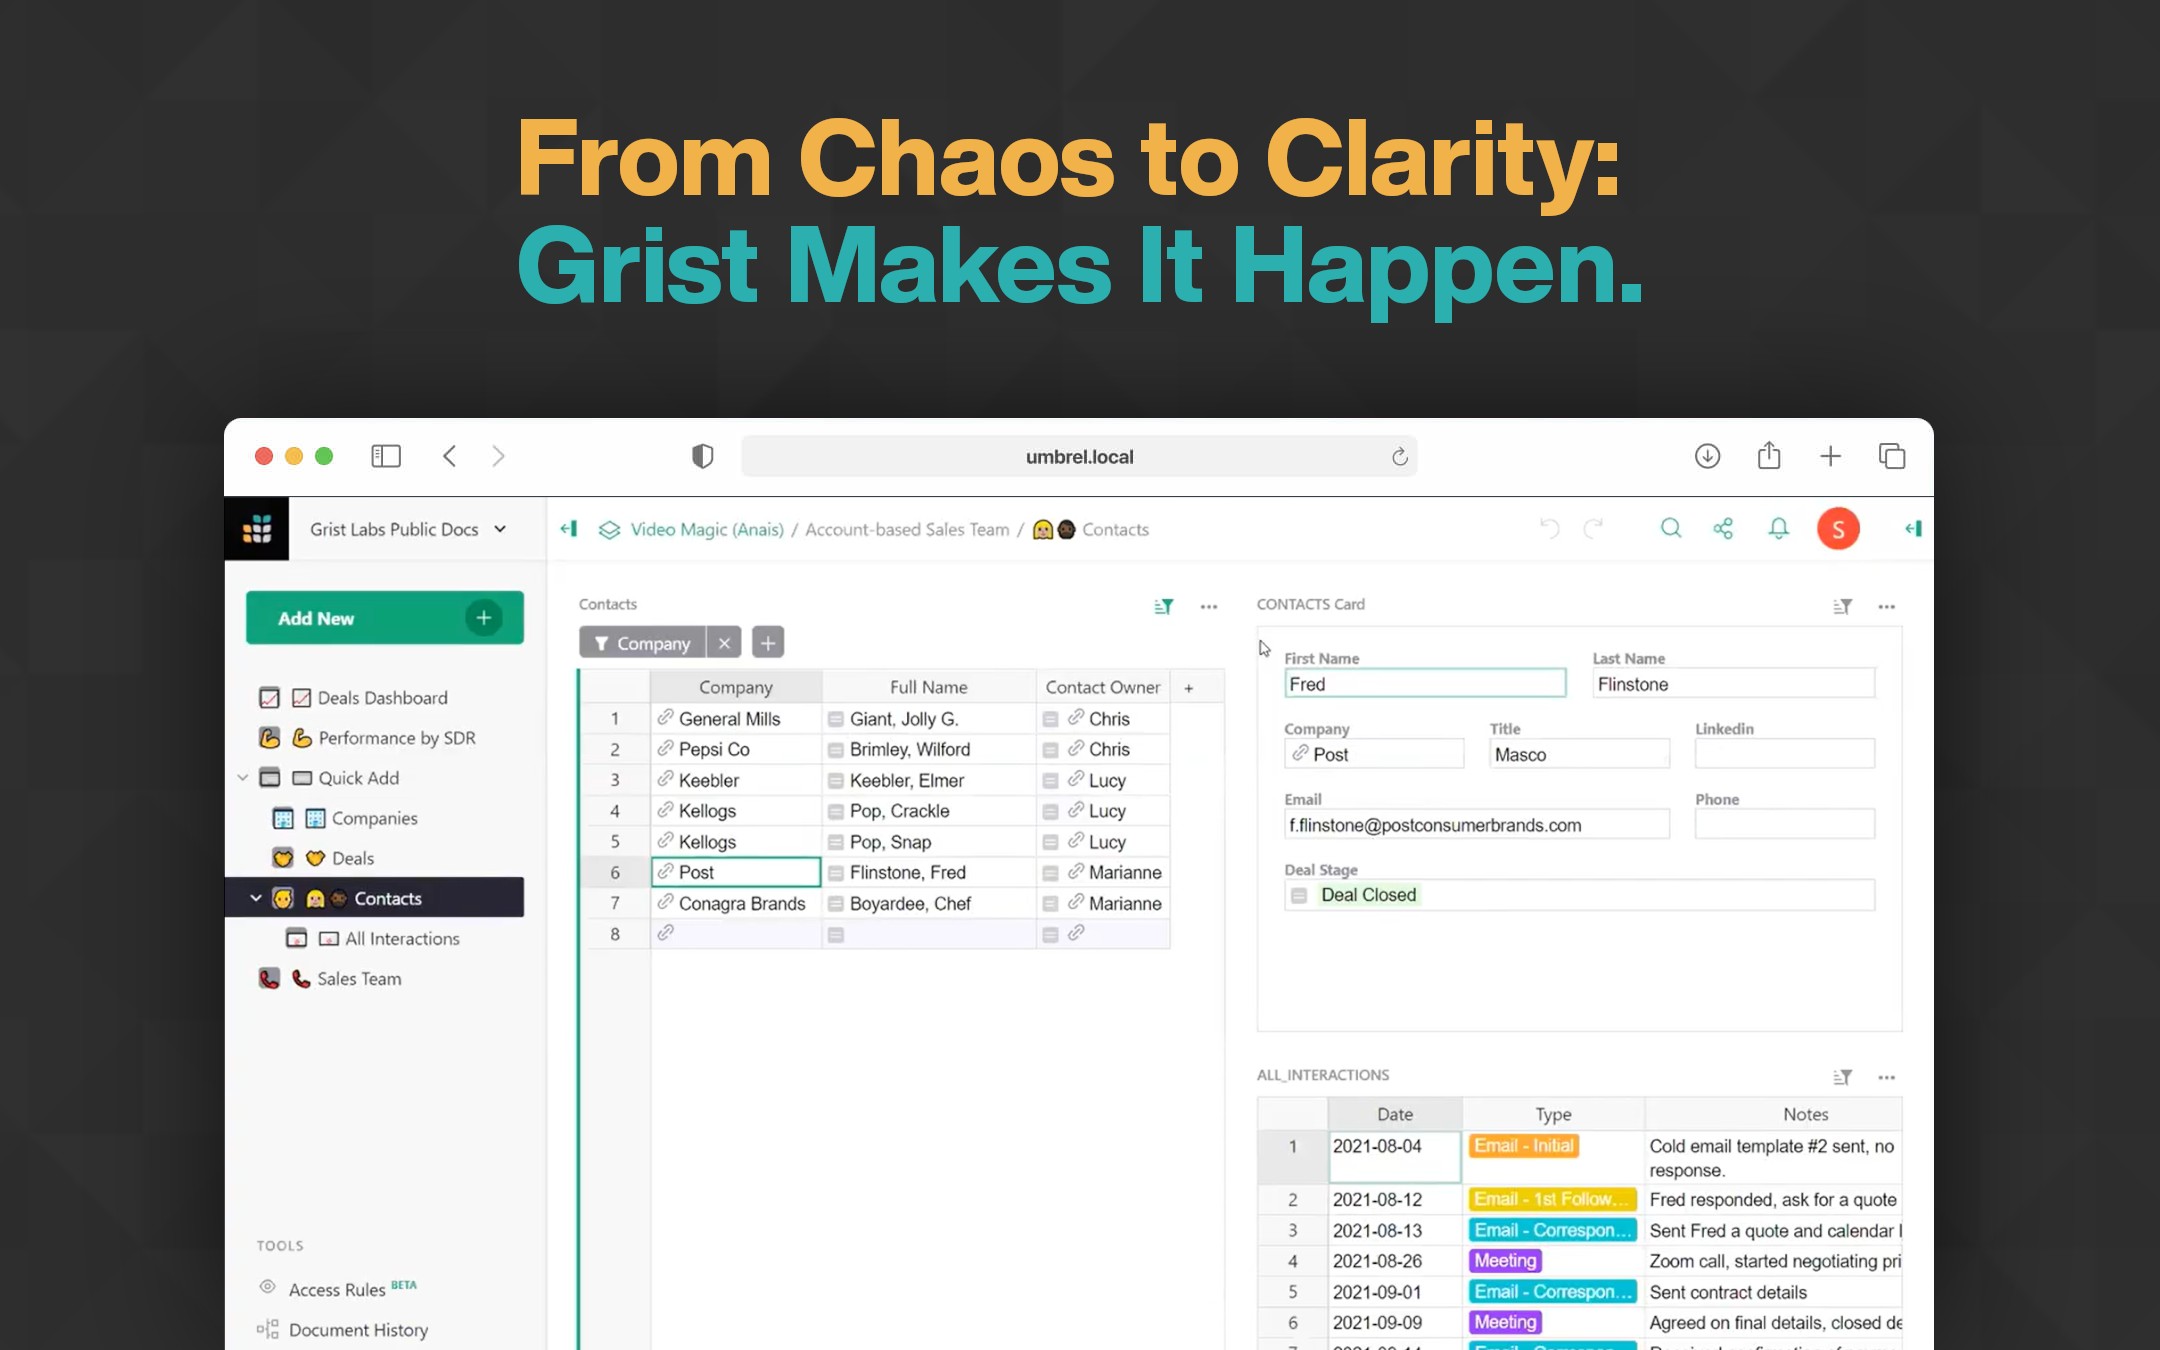 From Chaos to Clarity:
Grist Makes It Happen.
umbrel.local
Grist Labs Public Docs
Video Magic (Anais) / Account-based Sales Team / Contacts
S
Add New +
Deals Dashboard
Performance by SDR
Quick Add
Companies
Deals
Contacts
All Interactions
Sales Team
TOOLS
Access Rules BETA
Document History
Contacts
Company
Company Full Name Contact Owner +
1 General Mills Giant, Jolly G. Chris
2 Pepsi Co Brimley, Wilford Chris
3 Keebler Keebler, Elmer Lucy
4 Kellogs Pop, Crackle Lucy
5 Kellogs Pop, Snap Lucy
6 Post Flinstone, Fred Marianne
7 Conagra Brands Boyardee, Chef Marianne
8
CONTACTS Card
First Name Last Name
Fred Flinstone
Company Title Linkedin
Post Masco
Email Phone
f.flinstone@postconsumerbrands.com
Deal Stage
Deal Closed
ALL_INTERACTIONS
Date Type Notes
1 2021-08-04 Email - Initial Cold email template #2 sent, no
response.
2 2021-08-12 Email - 1st Follow... Fred responded, ask for a quote
3 2021-08-13 Email - Correspon... Sent Fred a quote and calendar
4 2021-08-26 Meeting Zoom call, started negotiating pri
5 2021-09-01 Email - Correspon... Sent contract details
6 2021-09-09 Meeting Agreed on final details, closed de